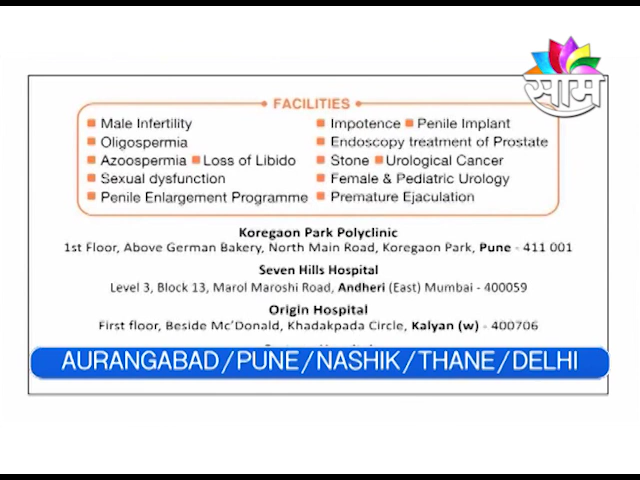 साम
FACILITIES
Male Infertility
Oligospermia
Azoospermia Loss of Libido
Sexual dysfunction
Penile Enlargement Programme
Impotence Penile Implant
Endoscopy treatment of Prostate
Stone Urological Cancer
Female & Pediatric Urology
Premature Ejaculation
Koregaon Park Polyclinic
1st Floor, Above German Bakery, North Main Road, Koregaon Park, Pune - 411 001
Seven Hills Hospital
Level 3, Block 13, Marol Maroshi Road, Andheri (East) Mumbai - 400059
Origin Hospital
First floor, Beside Mc'Donald, Khadakpada Circle, Kalyan (w) - 400706
AURANGABAD/PUNE/NASHIK/THANE/DELHI